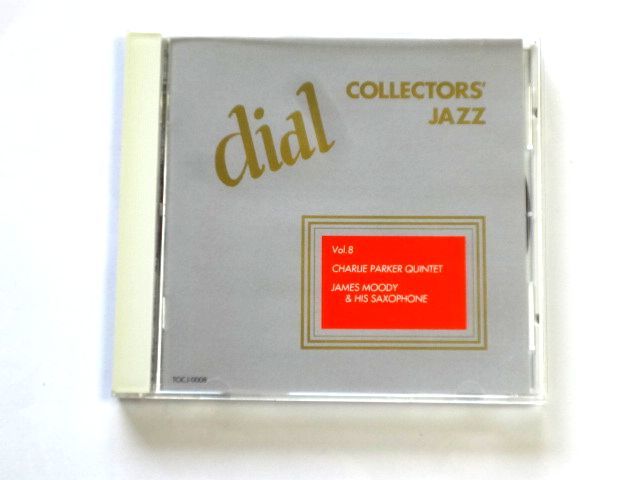 dial
COLLECTORS'
JAZZ
Vol.8
CHARLIE PARKER QUINTET
JAMES MOODY
& HIS SAXOPHONE